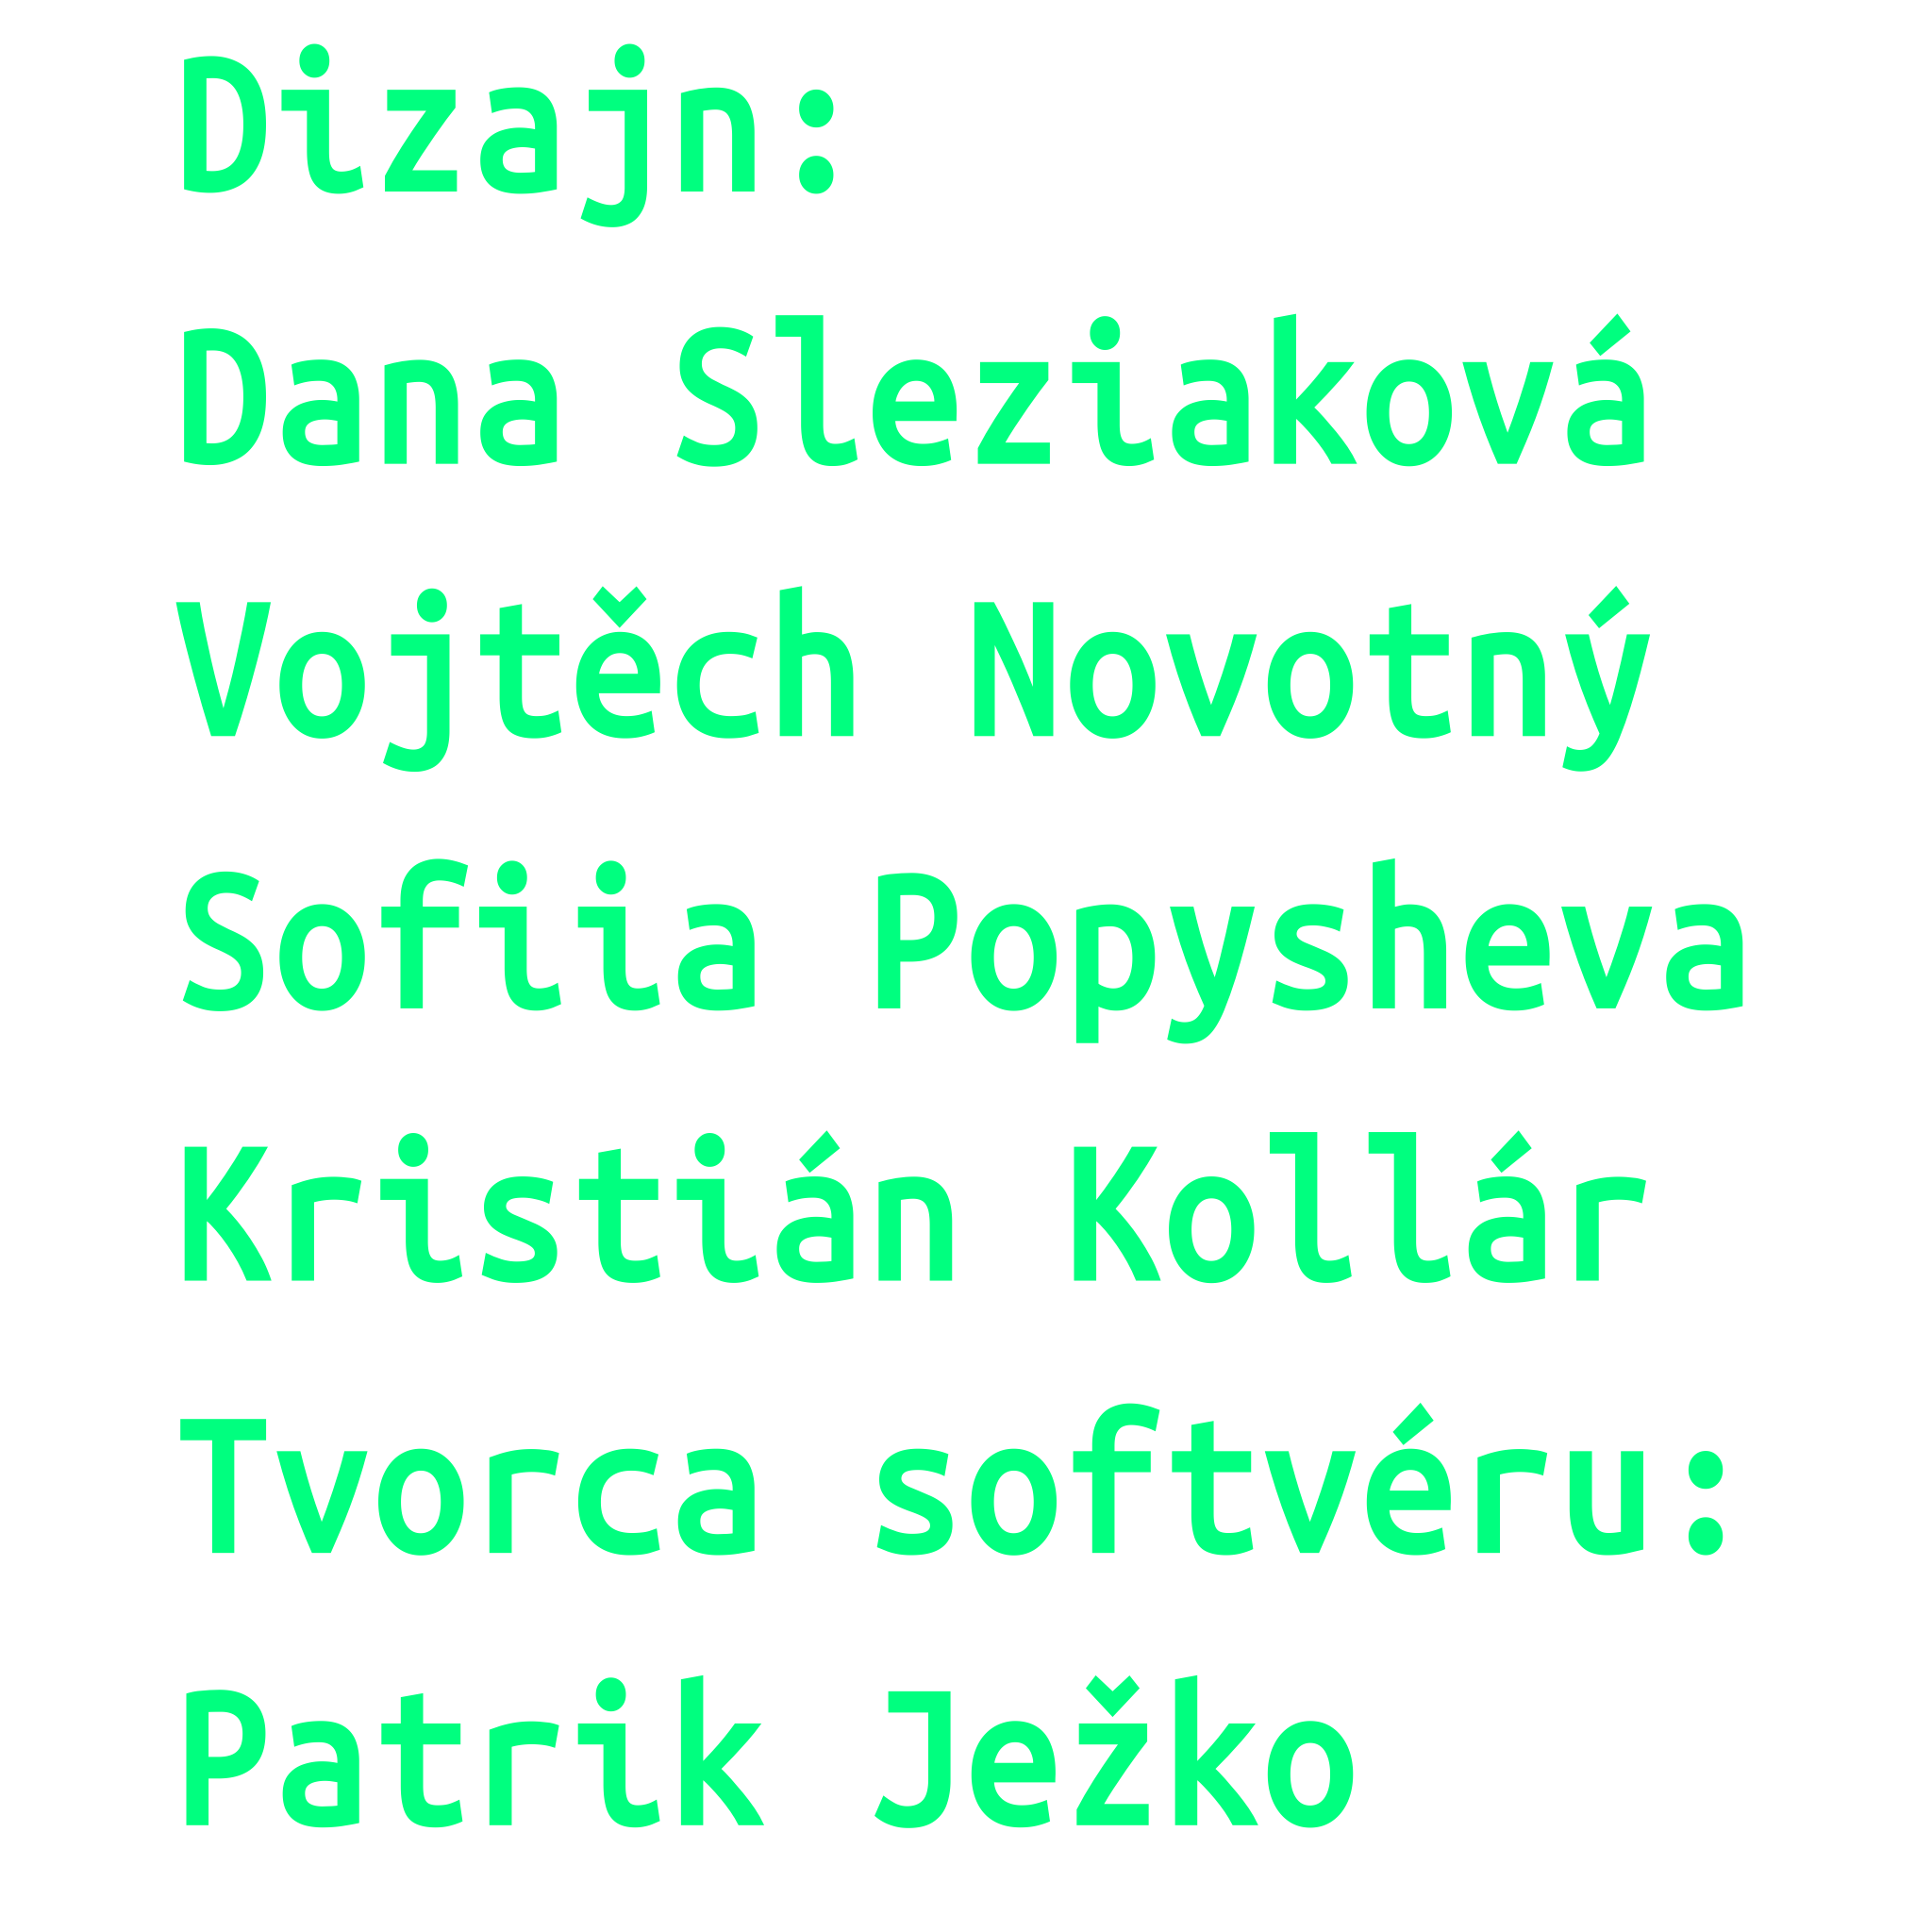 Dizajn:
Dana Sleziaková
Vojtěch Novotný
Sofiia Popysheva
Kristián Kollár
Tvorca softvéru:
Patrik Ježko